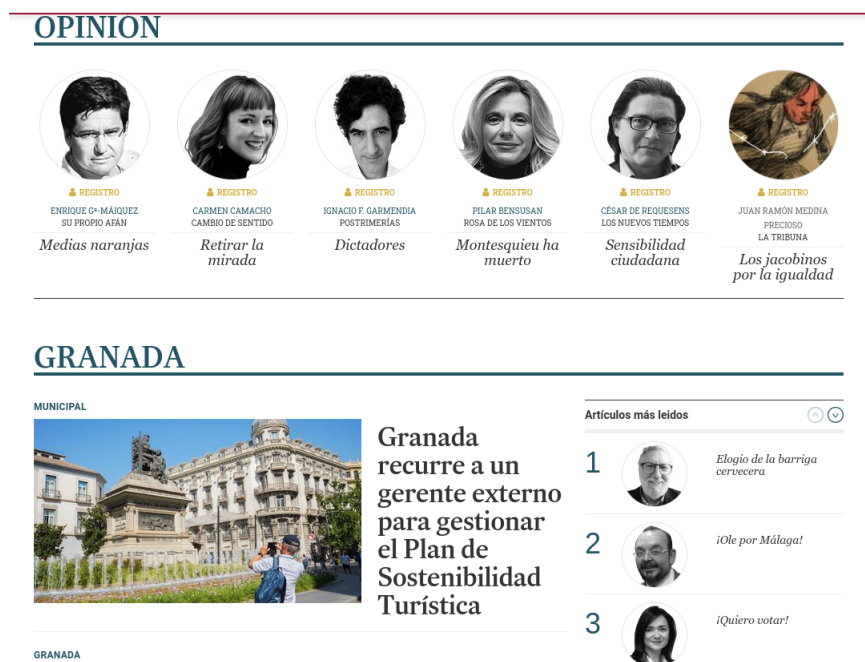 OPINIÓN
REGISTRO
ENRIQUE Gª-MÁIQUEZ
SU PROPIO AFÁN
Medias naranjas
REGISTRO
CARMEN CAMACHO
CAMBIO DE SENTIDO
Retirar la
mirada
REGISTRO
IGNACIO F. GARMENDIA
POSTRIMERÍAS
Dictadores
REGISTRO
PILAR BENSUSAN
ROSA DE LOS VIENTOS
Montesquieu ha
muerto
REGISTRO
CÉSAR DE REQUESENS
LOS NUEVOS TIEMPOS
Sensibilidad
ciudadana
REGISTRO
JUAN RAMÓN MEDINA
PRECIOSO
LA TRIBUNA
Los jacobinos
por la igualdad
GRANADA
MUNICIPAL
Granada
recurre a un
gerente externo
para gestionar
el Plan de
Sostenibilidad
Turística
GRANADA
Artículos más leidos
1
Elogio de la barriga
cervecera
2
¡Ole por Málaga!
3
¡Quiero votar!